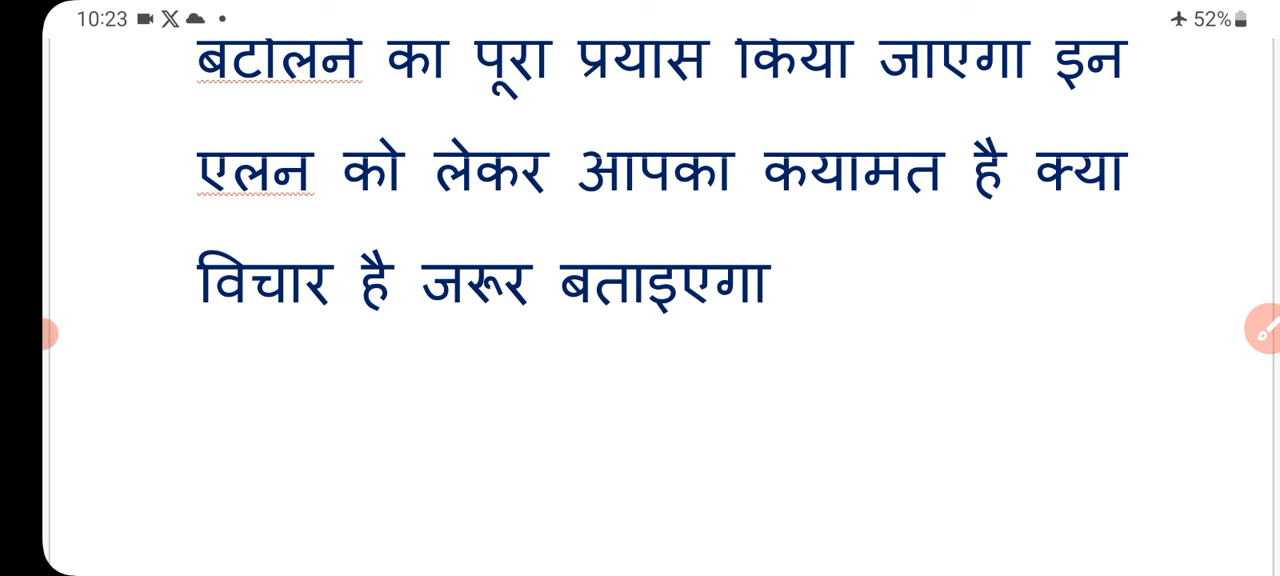 10:23 X 52%
बटोलने का पूरा प्रयास किया जाएगा इन
एलन को लेकर आपका कयामत है क्या
विचार है जरूर बताइएगा